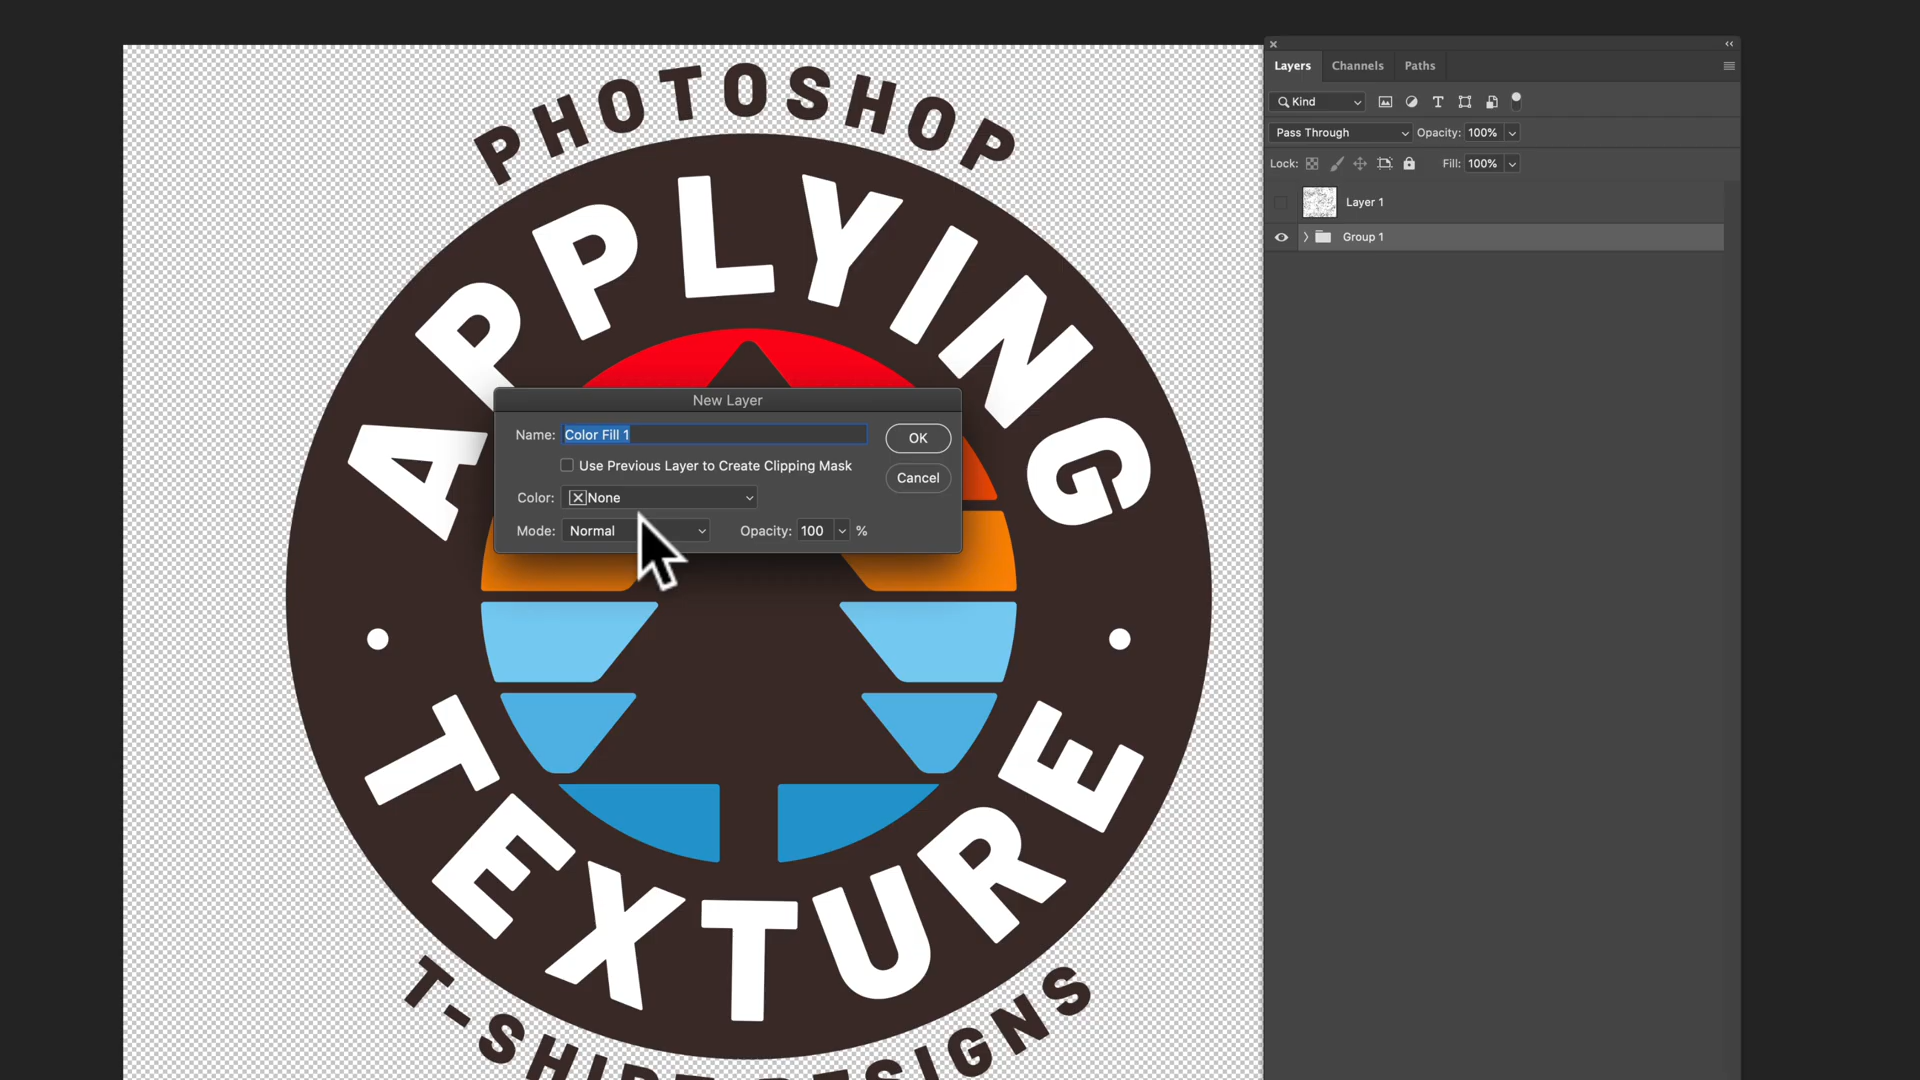 PHOTOSHOP
APPLYING
TEXTURE
T-SHIRT DESIGNS
New Layer
Name: Color Fill 1
OK
Use Previous Layer to Create Clipping Mask
Cancel
Color: None
Mode: Normal Opacity: 100 %
Layers Channels Paths
Kind
Pass Through Opacity: 100%
Lock: Fill: 100%
Layer 1
Group 1